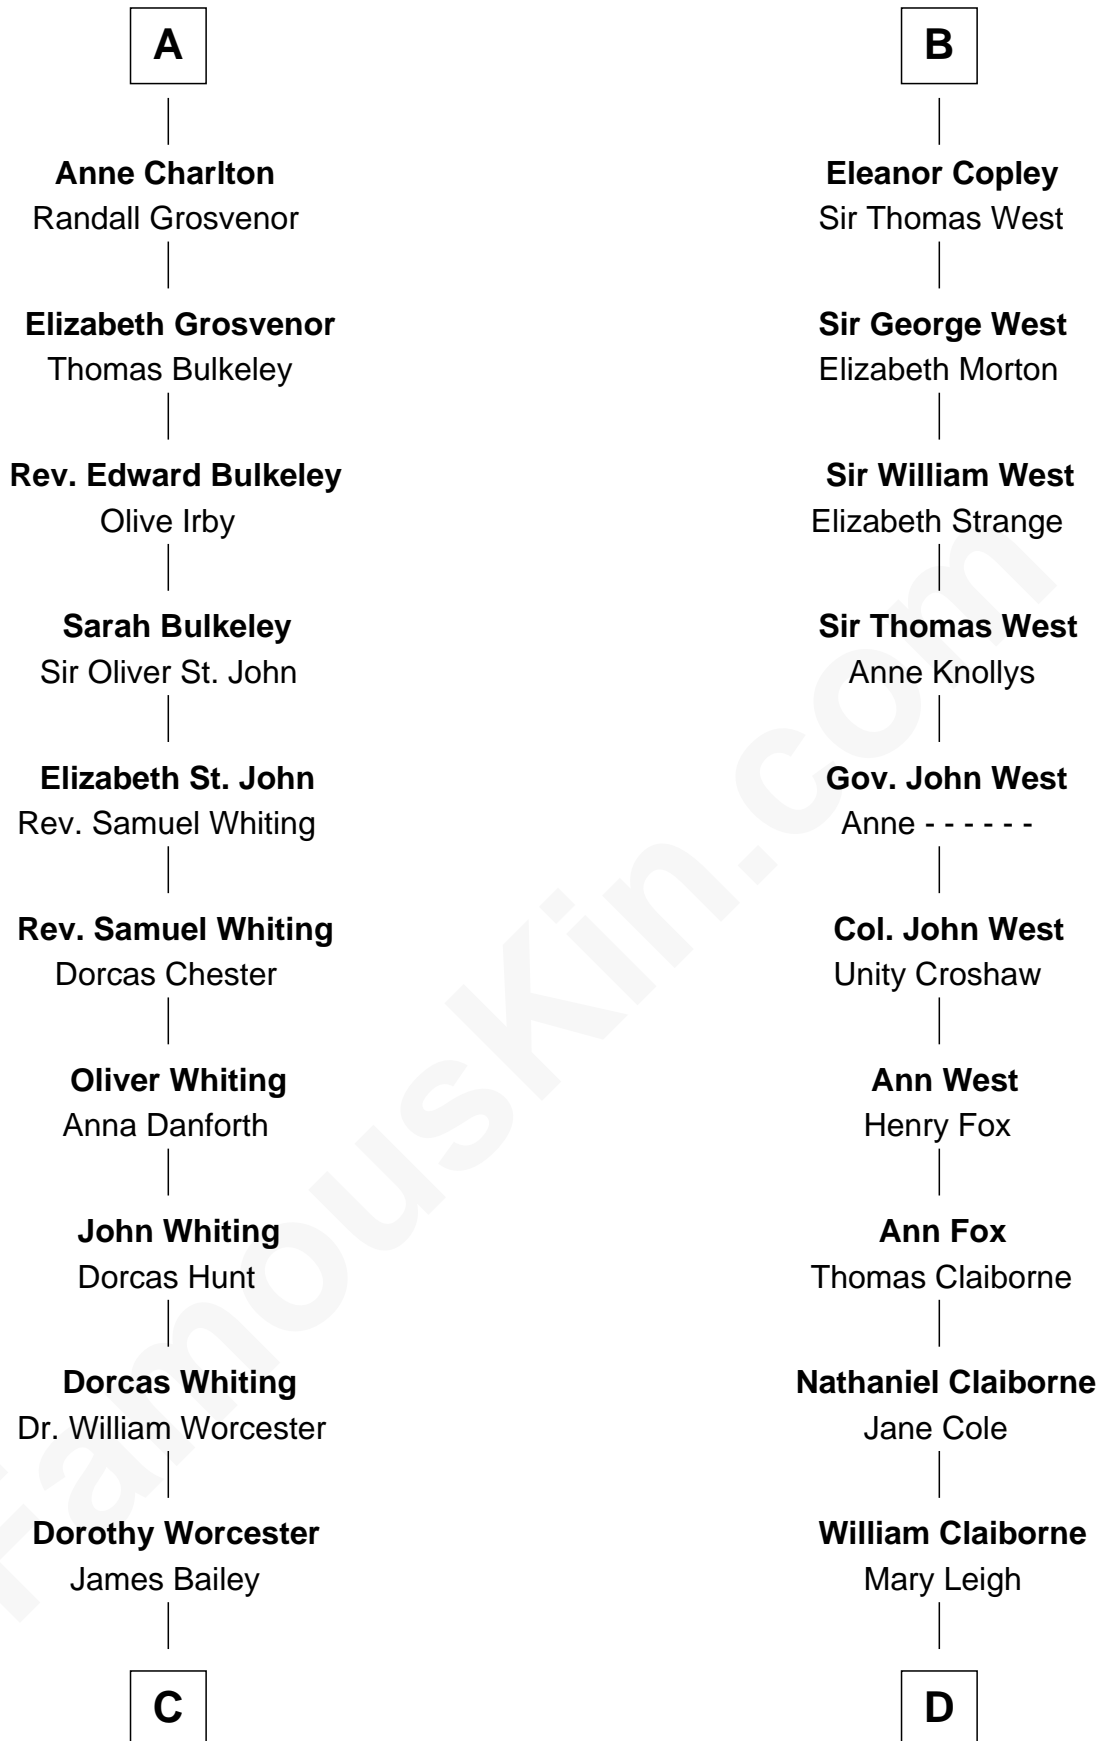 A
Anne Charlton
Randall Grosvenor
Elizabeth Grosvenor
Thomas Bulkeley
Rev. Edward Bulkeley
Olive Irby
Sarah Bulkeley
Sir Oliver St. John
Elizabeth St. John
Rev. Samuel Whiting
Rev. Samuel Whiting
Dorcas Chester
Oliver Whiting
Anna Danforth
John Whiting
Dorcas Hunt
Dorcas Whiting
Dr. William Worcester
Dorothy Worcester
James Bailey
C
B
Eleanor Copley
Sir Thomas West
Sir George West
Elizabeth Morton
Sir William West
Elizabeth Strange
Sir Thomas West
Anne Knollys
Gov. John West
Anne - - - - - -
Col. John West
Unity Croshaw
Ann West
Henry Fox
Ann Fox
Thomas Claiborne
Nathaniel Claiborne
Jane Cole
William Claiborne
Mary Leigh
D
FamousKin.com